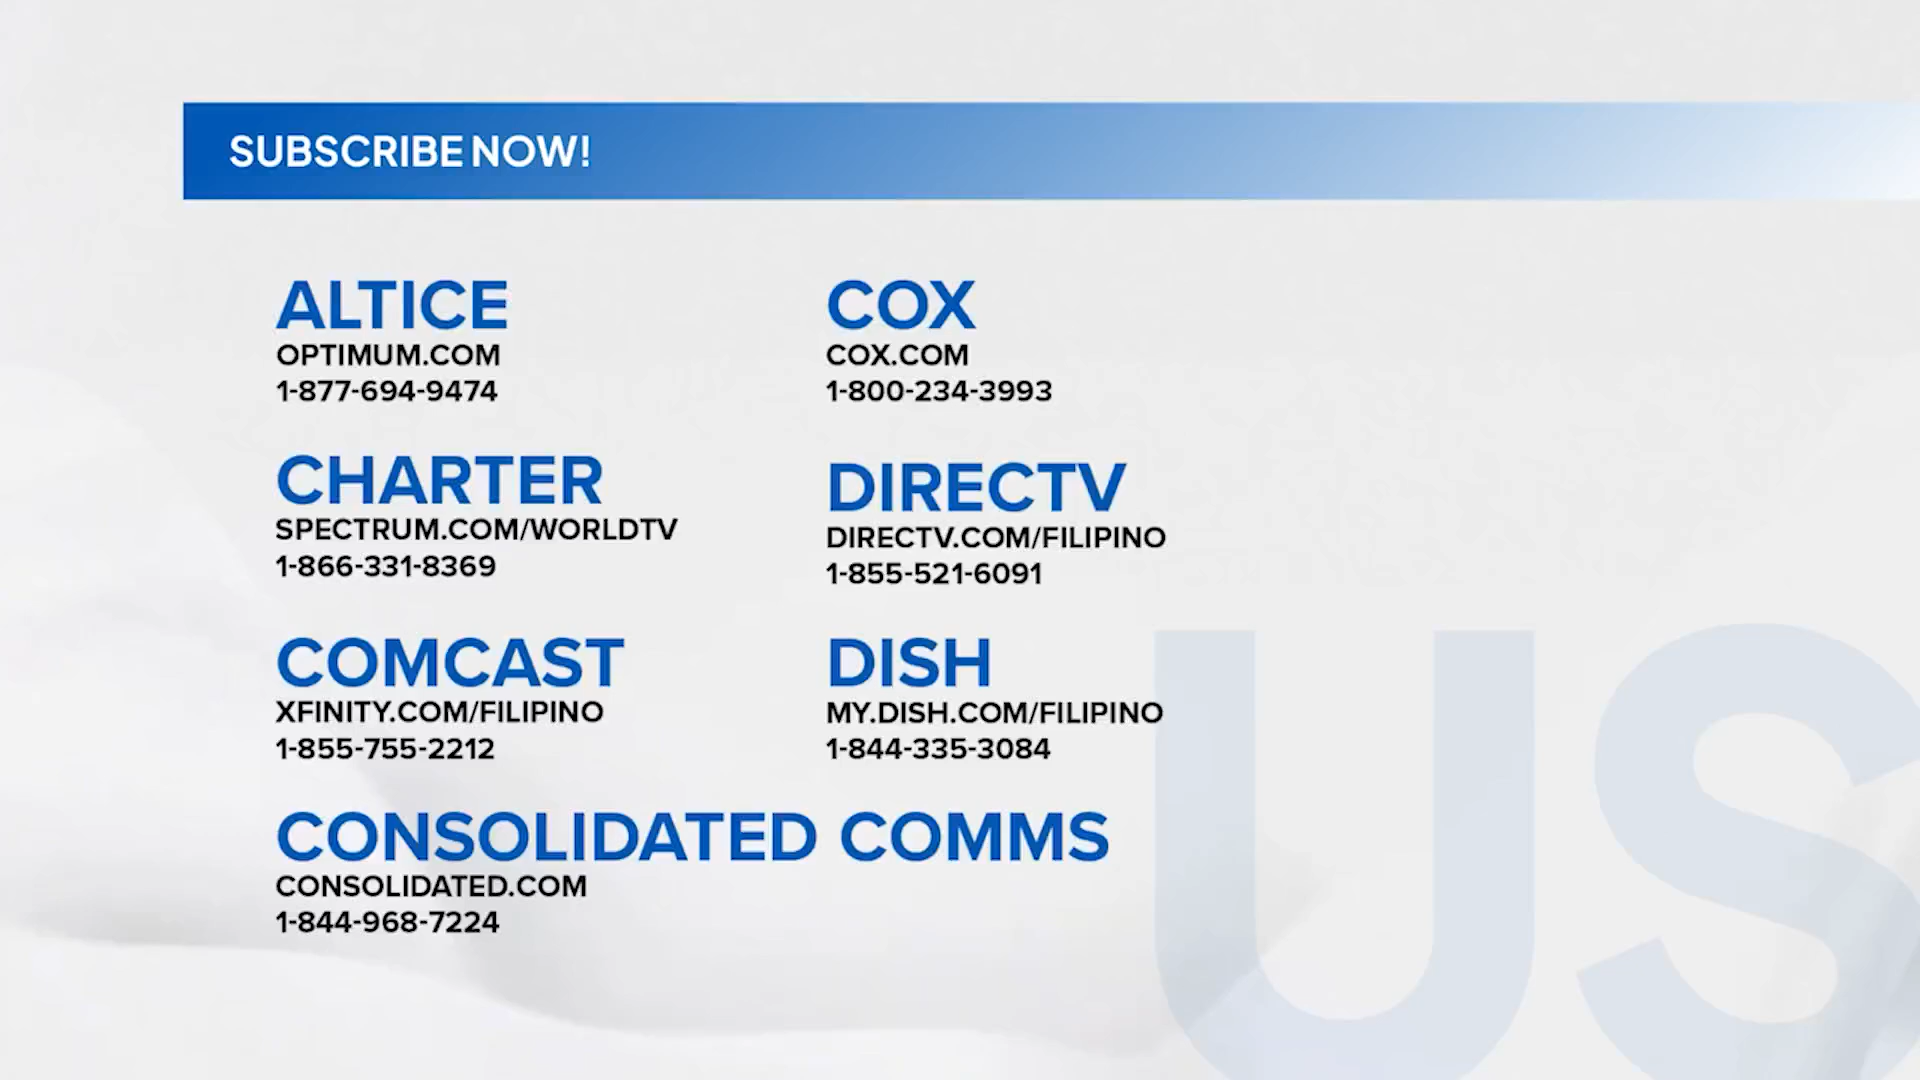 SUBSCRIBE NOW!
ALTICE
OPTIMUM.COM
1-877-694-9474
CHARTER
SPECTRUM.COM/WORLDTV
1-866-331-8369
COMCAST
XFINITY.COM/FILIPINO
1-855-755-2212
CONSOLIDATED COMMS
CONSOLIDATED.COM
1-844-968-7224
COX
COX.COM
1-800-234-3993
DIRECTV
DIRECTV.COM/FILIPINO
1-855-521-6091
DISH
MY.DISH.COM/FILIPINO
1-844-335-3084
US